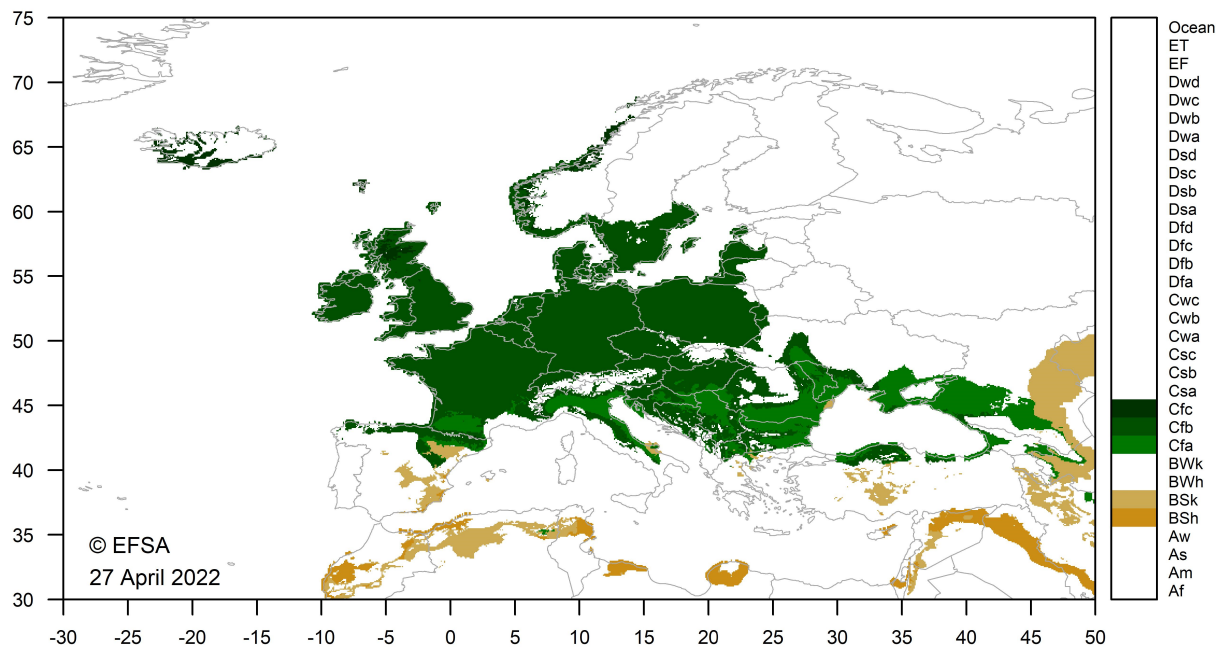 75
70
65
60
55
50
45
40
35
30
© EFSA
27 April 2022
-30 -25 -20 -15 -10 -5 0 5 10 15 20 25 30 35 40 45 50
Ocean
ET
EF
Dwd
Dwc
Dwb
Dwa
Dsd
Dsc
Dsb
Dsa
Dfd
Dfc
Dfb
Dfa
Cwc
Cwb
Cwa
Csc
Csb
Csa
Cfc
Cfb
Cfa
BWk
BWh
BSk
BSh
Aw
As
Am
Af